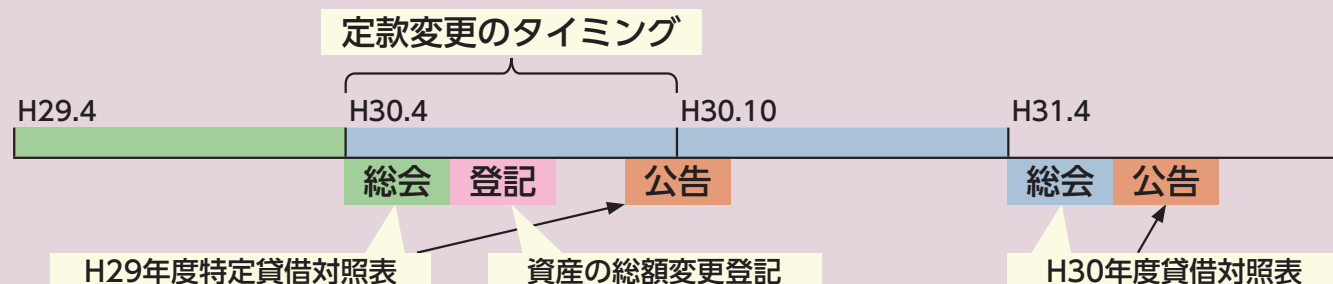 定款変更のタイミング
H29.4
H30.4
H30.10
H31.4
総会
登記
公告
総会
公告
H29年度特定貸借対照表
資産の総額変更登記
H30年度貸借対照表